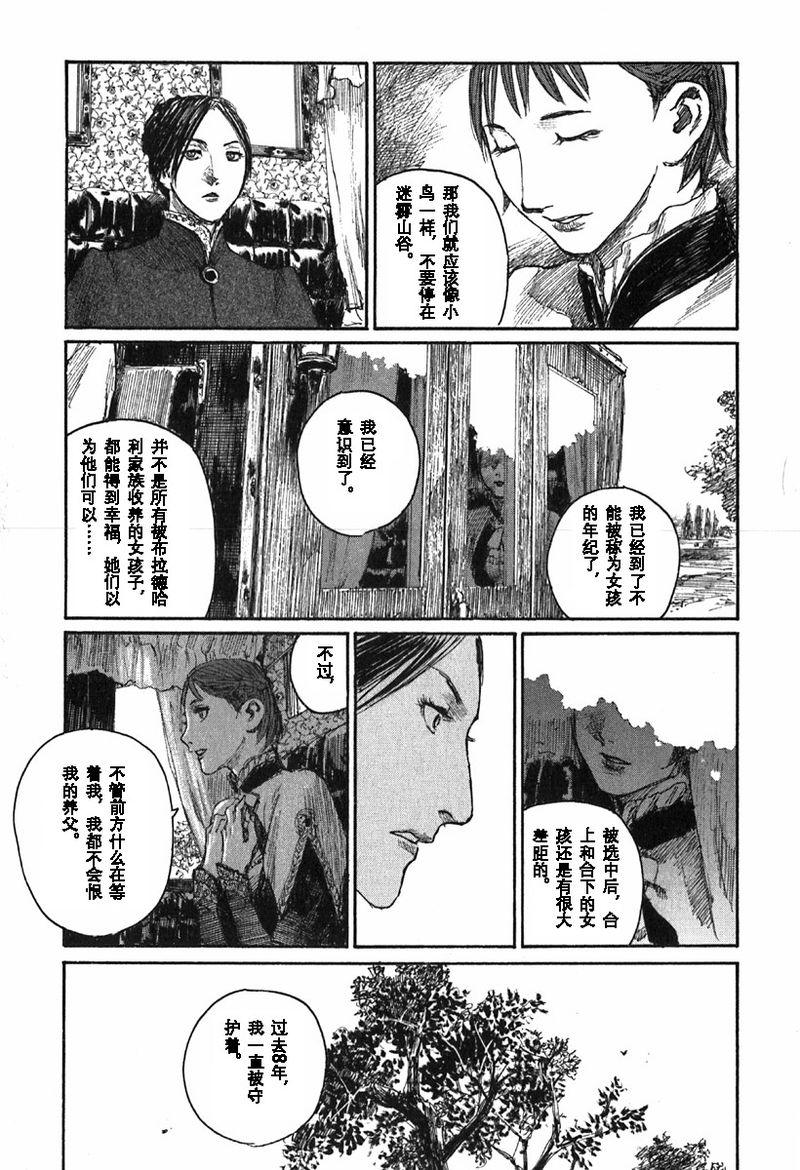 那我们就应该像小
鸟一样，不要停在
迷雾山谷。
我已经到了不
能被称为女孩
的年纪了，
我已经
意识到了。
并不是所有被布拉德哈
利家族收养的女孩子，
都能得到幸福，她们以
为他们可以……
被选中后，台
上和台下的女
孩还是有很大
差距的。
不过，
不管前方什么在等
着我，我都不会恨
我的养父。
过去8年，
我一直被守
护着。